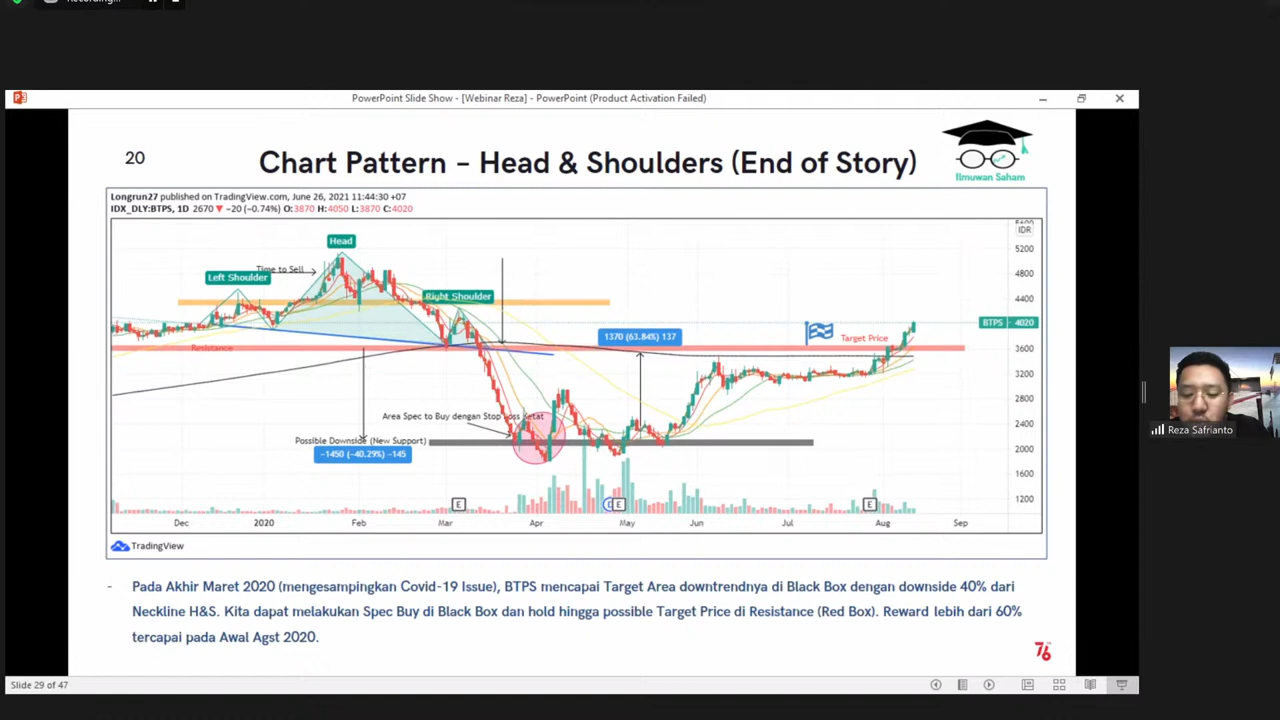 Recording...
PowerPoint Slide Show - [Webinar Reza] - PowerPoint (Product Activation Failed)
20
Chart Pattern – Head & Shoulders (End of Story)
Ilmuwan Saham
Longrun27 published on TradingView.com, June 26, 2021 11:44:30 +07
IDX_DLY:BTPS, 1D 2670 ▼ −20 (−0.74%) O:3870 H:4050 L:3870 C:4020
5600
IDR
5200
4800
4400
BTPS 4020
3600
3200
2800
2400
2000
1600
1200
Head
Time to Sell
Left Shoulder
Right Shoulder
Resistance
1370 (63.84%) 137
Target Price
Area Spec to Buy dengan Stop Loss Ketat
Possible Downside (New Support)
−1450 (−40.29%) −145
E
E
E
Dec 2020 Feb Mar Apr May Jun Jul Aug Sep
TradingView
- Pada Akhir Maret 2020 (mengesampingkan Covid-19 Issue), BTPS mencapai Target Area downtrendnya di Black Box dengan downside 40% dari
Neckline H&S. Kita dapat melakukan Spec Buy di Black Box dan hold hingga possible Target Price di Resistance (Red Box). Reward lebih dari 60%
tercapai pada Awal Agst 2020.
76
Slide 29 of 47
Reza Safrianto